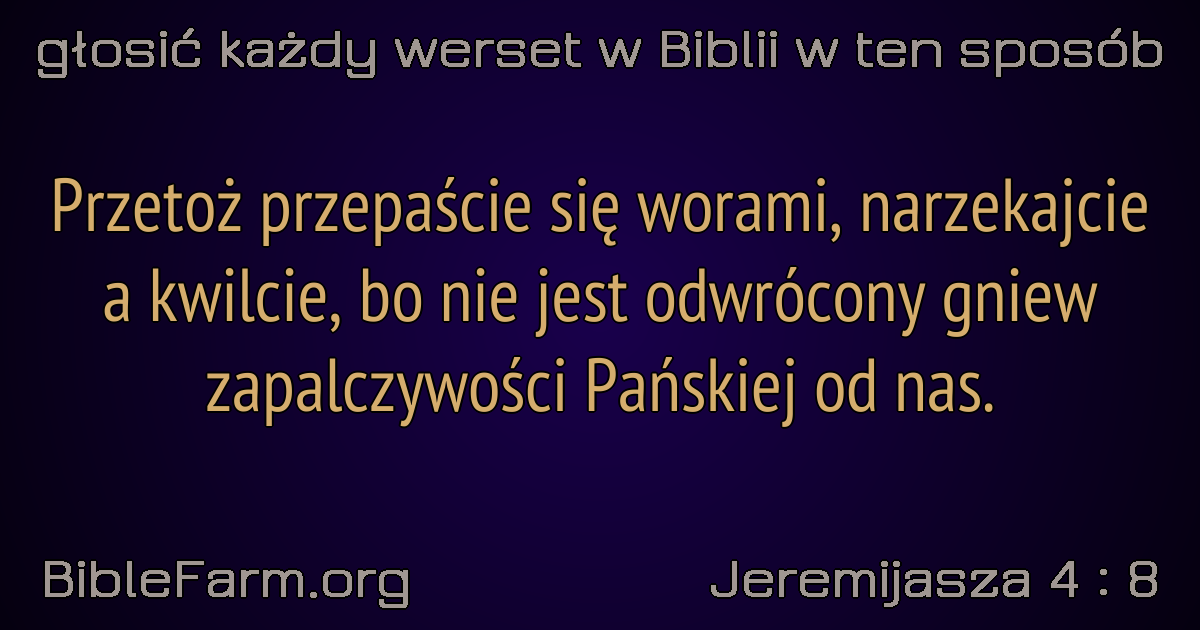 głosić każdy werset w Biblii w ten sposób
Przetoż przepaście się worami, narzekajcie
a kwilcie, bo nie jest odwrócony gniew
zapalczywości Pańskiej od nas.
BibleFarm.org
Jeremijasza 4 : 8